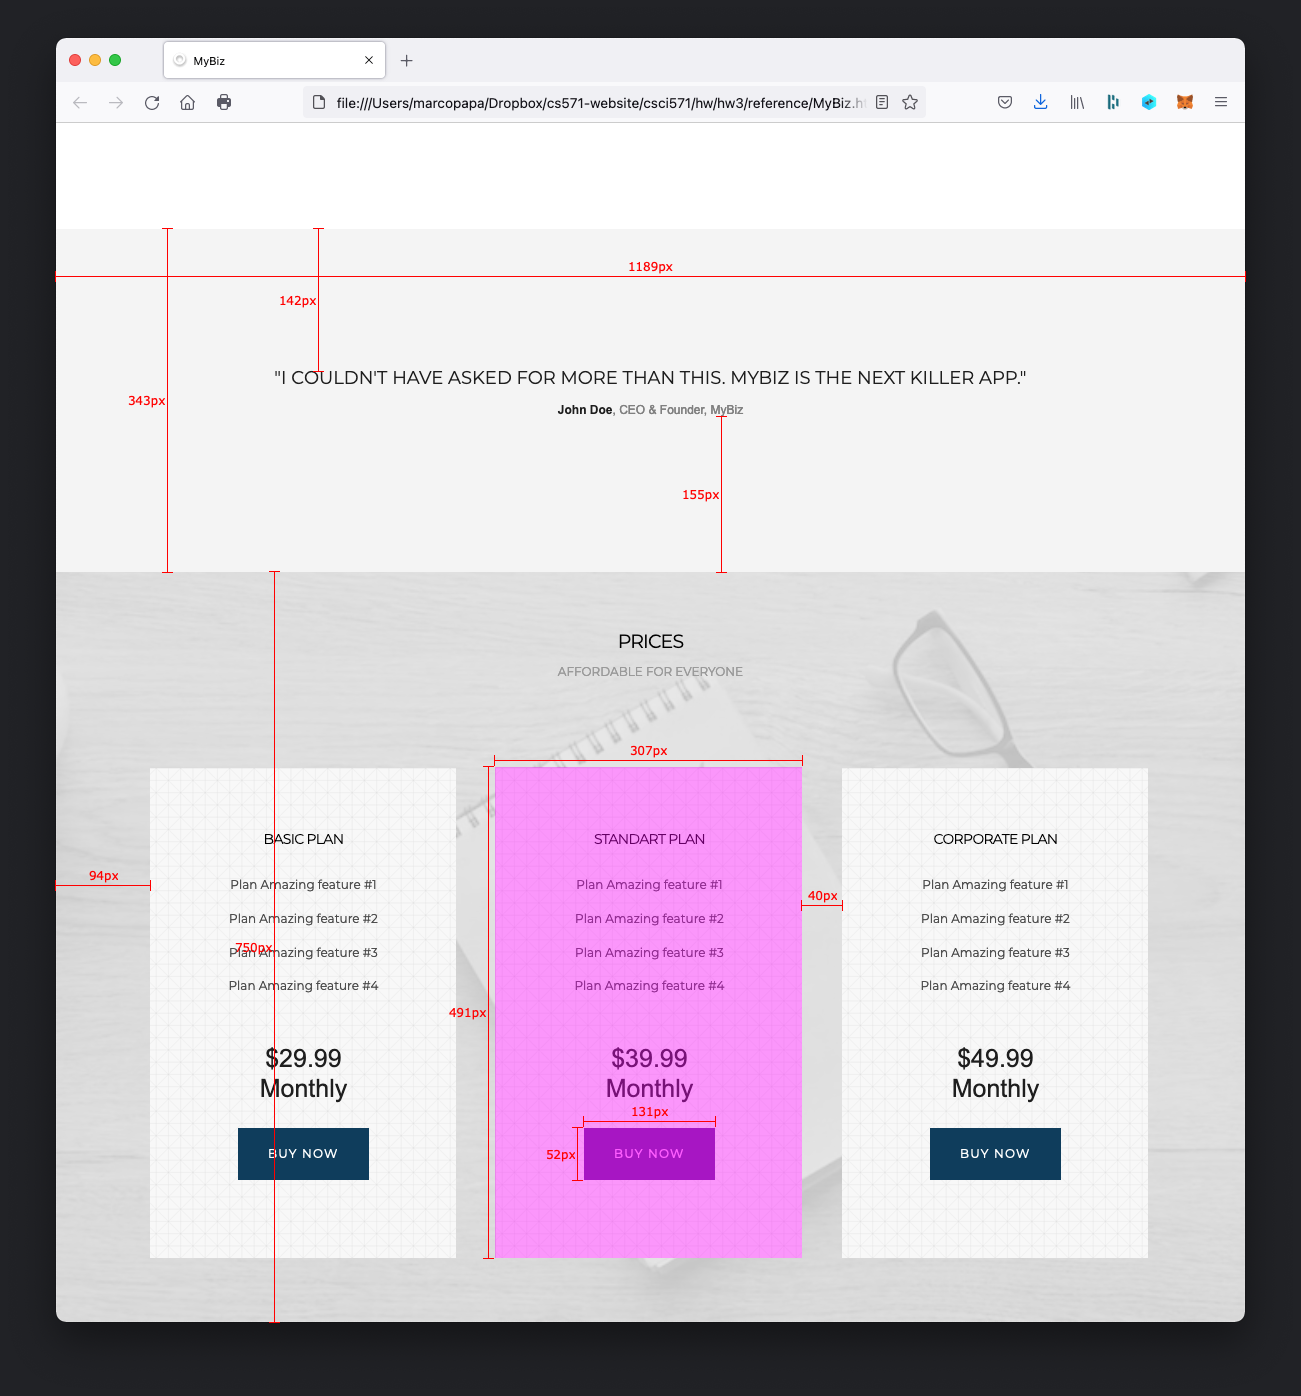 MyBiz
file:///Users/marcopapa/Dropbox/cs571-website/csci571/hw/hw3/reference/MyBiz.h
1189px
142px
343px
"I COULDN'T HAVE ASKED FOR MORE THAN THIS. MYBIZ IS THE NEXT KILLER APP."
John Doe, CEO & Founder, MyBiz
155px
PRICES
AFFORDABLE FOR EVERYONE
307px
94px
750px
BASIC PLAN
Plan Amazing feature #1
Plan Amazing feature #2
Plan Amazing feature #3
Plan Amazing feature #4
$29.99
Monthly
BUY NOW
491px
STANDART PLAN
Plan Amazing feature #1
Plan Amazing feature #2
Plan Amazing feature #3
Plan Amazing feature #4
$39.99
Monthly
131px
52px
BUY NOW
40px
CORPORATE PLAN
Plan Amazing feature #1
Plan Amazing feature #2
Plan Amazing feature #3
Plan Amazing feature #4
$49.99
Monthly
BUY NOW